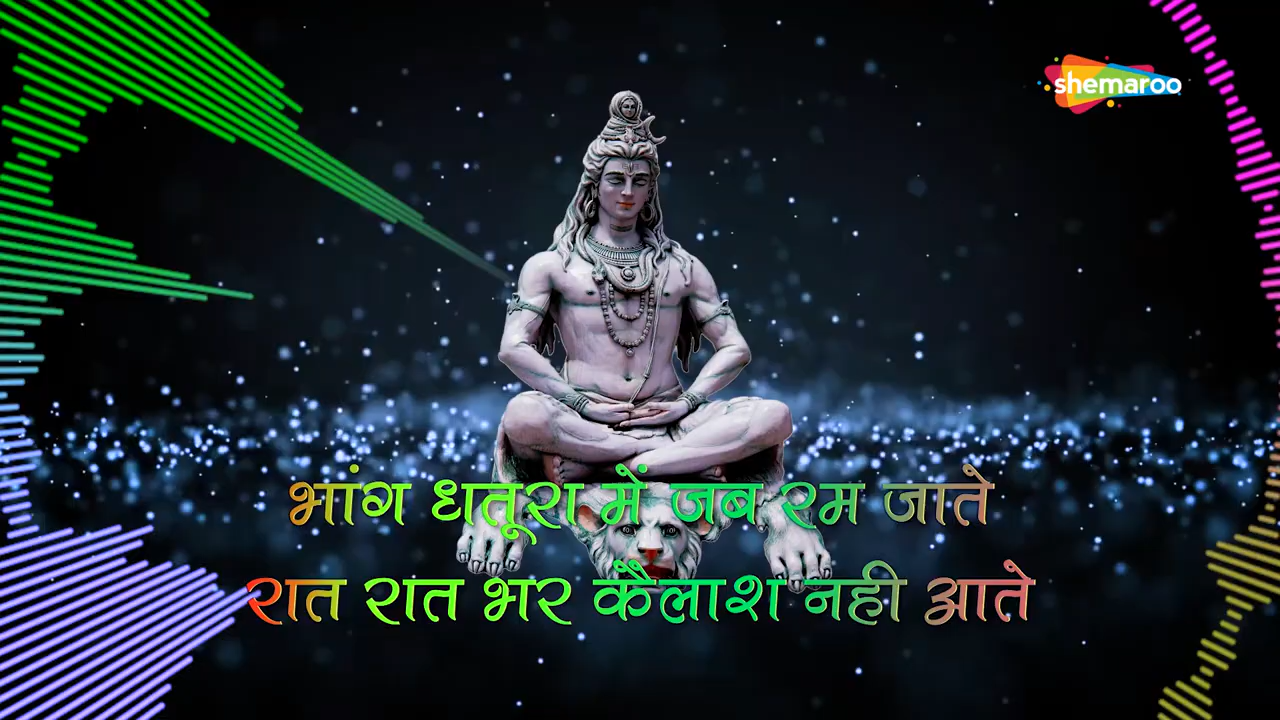 shemaroo
भांग धतूरा में जब रम जाते
रात रात भर कैलाश नही आते